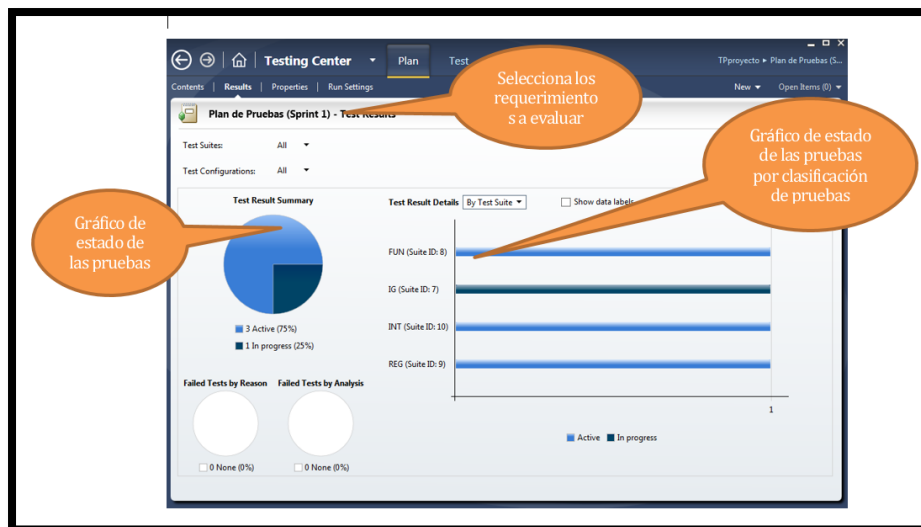 Testing Center
Plan
Test
TPproyecto ▸ Plan de Pruebas (S...
Contents | Results | Properties | Run Settings
New
Open Items (0)
Selecciona los
requerimiento
s a evaluar
Plan de Pruebas (Sprint 1) - Test Results
Test Suites: All
Test Configurations: All
Gráfico de estado
de las pruebas
por clasificación
de pruebas
Gráfico de
estado de
las pruebas
Test Result Summary
3 Active (75%)
1 In progress (25%)
Test Result Details By Test Suite
Show data labels
FUN (Suite ID: 8)
IG (Suite ID: 7)
INT (Suite ID: 10)
REG (Suite ID: 9)
1
Active In progress
Failed Tests by Reason
0 None (0%)
Failed Tests by Analysis
0 None (0%)